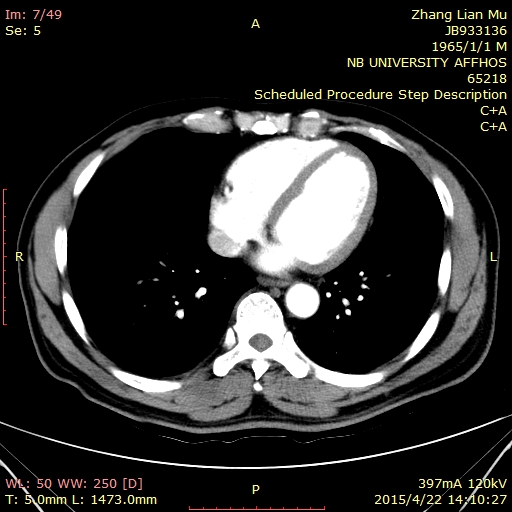 Im: 7/49
Se: 5
A
Zhang Lian Mu
JB933136
1965/1/1 M
NB UNIVERSITY AFFHOS
65218
Scheduled Procedure Step Description
C+A
C+A
R
L
WL: 50 WW: 250 [D]
T: 5.0mm L: 1473.0mm
P
397mA 120kV
2015/4/22 14:10:27